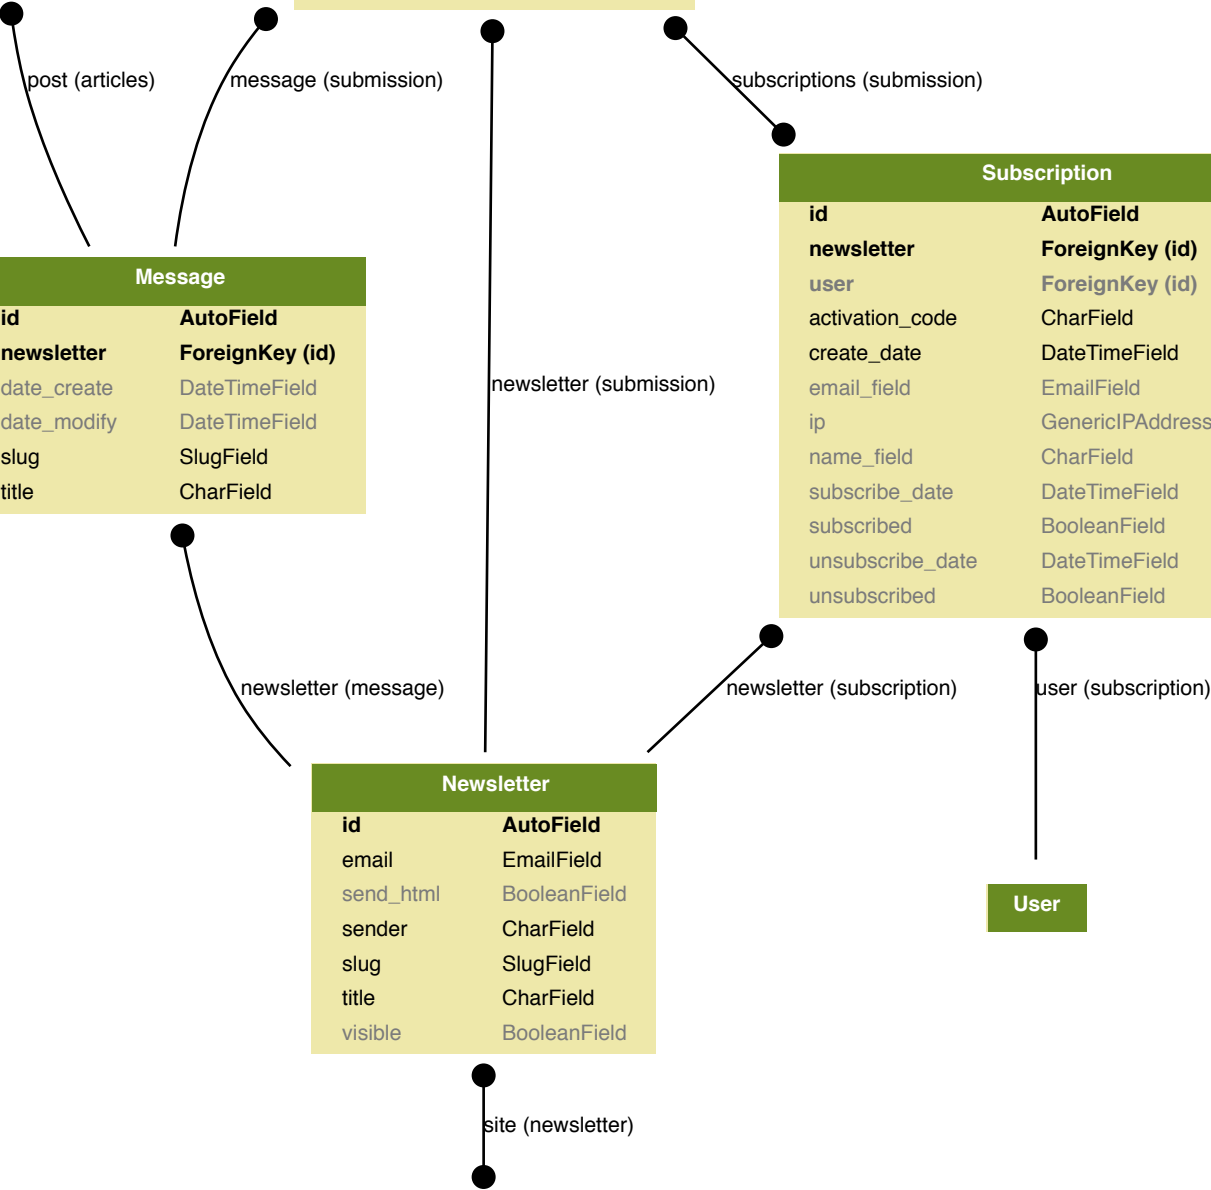 post (articles)
message (submission)
subscriptions (submission)
Subscription
id AutoField
newsletter ForeignKey (id)
user ForeignKey (id)
activation_code CharField
create_date DateTimeField
email_field EmailField
ip GenericIPAddress
name_field CharField
subscribe_date DateTimeField
subscribed BooleanField
unsubscribe_date DateTimeField
unsubscribed BooleanField
Message
id AutoField
newsletter ForeignKey (id)
date_create DateTimeField
date_modify DateTimeField
slug SlugField
title CharField
newsletter (submission)
newsletter (message)
newsletter (subscription)
user (subscription)
Newsletter
id AutoField
email EmailField
send_html BooleanField
sender CharField
slug SlugField
title CharField
visible BooleanField
User
site (newsletter)